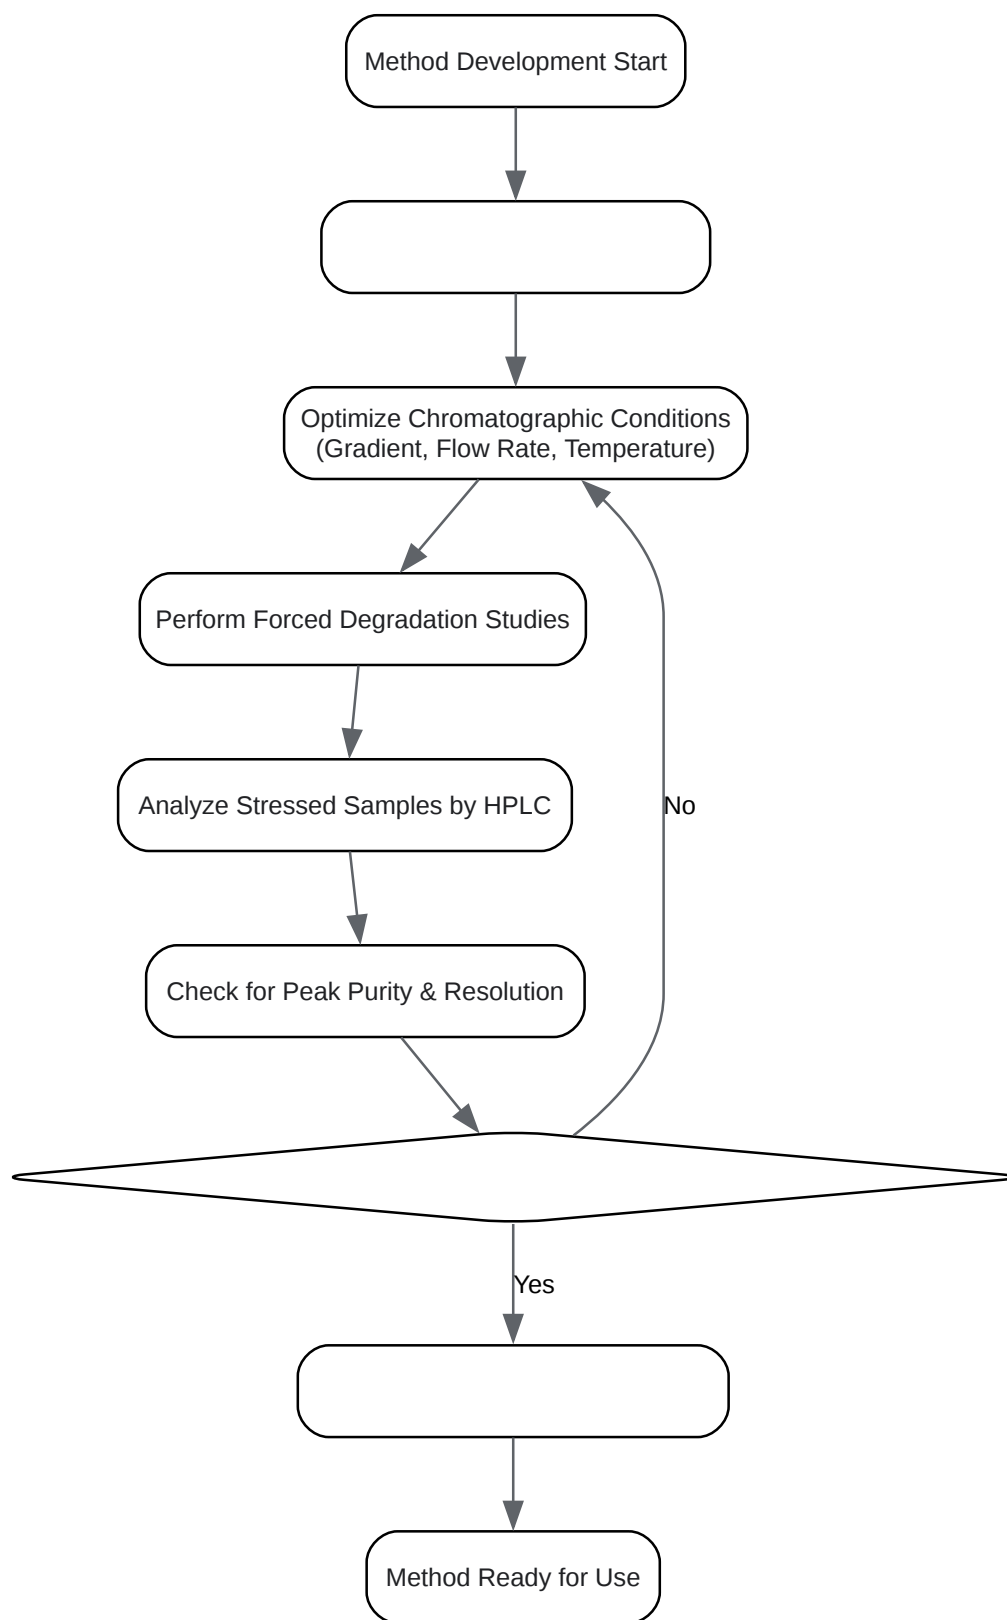 Method Development Start
Optimize Chromatographic Conditions
(Gradient, Flow Rate, Temperature)
Perform Forced Degradation Studies
Analyze Stressed Samples by HPLC
No
Check for Peak Purity & Resolution
Yes
Method Ready for Use